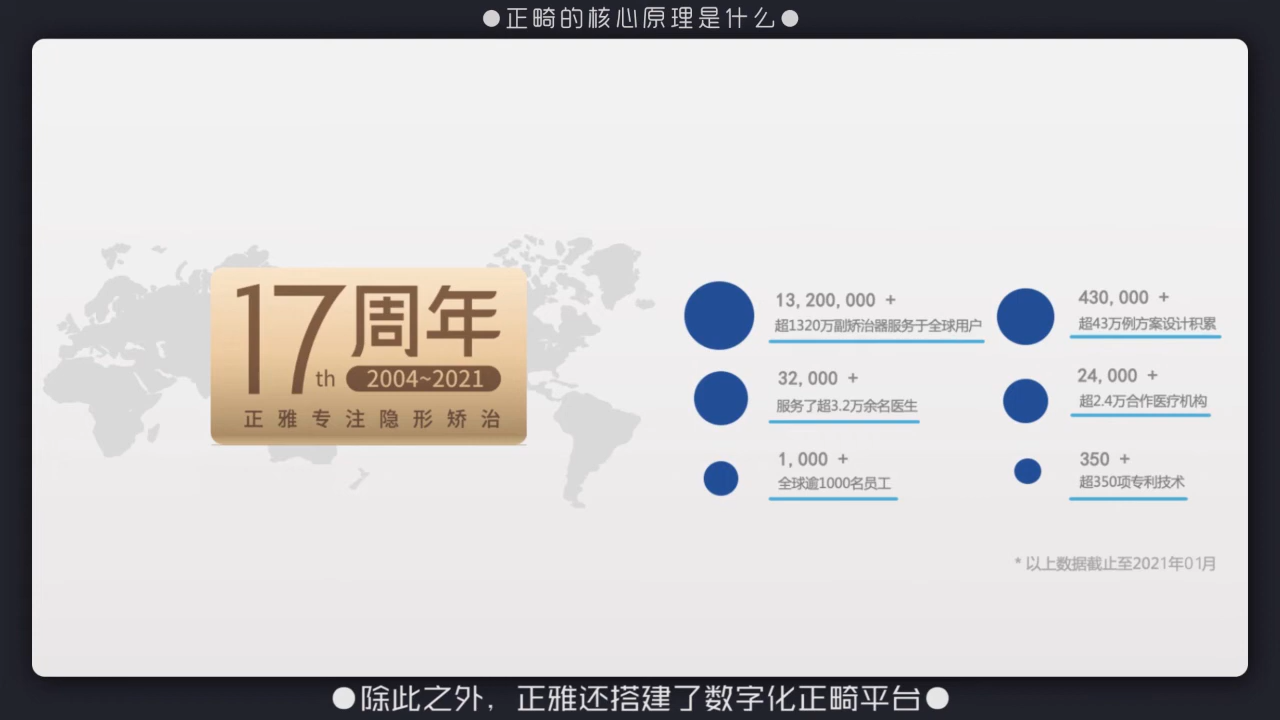 ●正畸的核心原理是什么●
17周年
th 2004~2021
正雅专注隐形矫治
13,200,000 +
超1320万副矫治器服务于全球用户
430,000 +
超43万例方案设计积累
32,000 +
服务了超3.2万余名医生
24,000 +
超2.4万合作医疗机构
1,000 +
全球逾1000名员工
350 +
超350项专利技术
* 以上数据截止至2021年01月
●除此之外，正雅还搭建了数字化正畸平台●